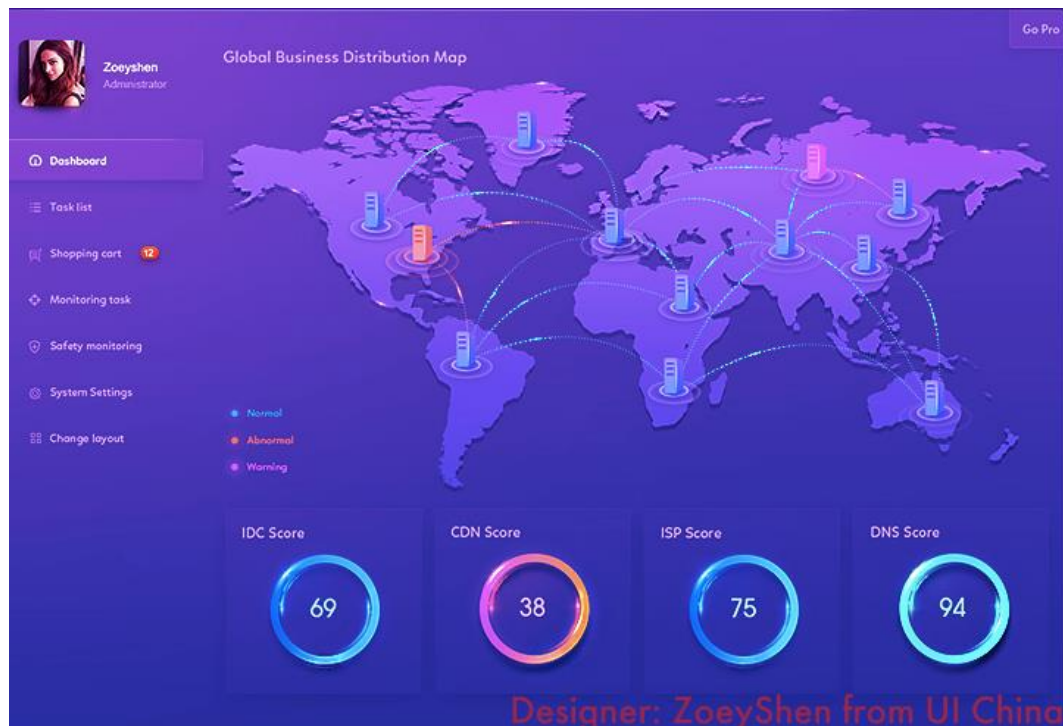 Go Pro
Zoeyshen
Administrator
Global Business Distribution Map
Dashboard
Task list
Shopping cart 12
Monitoring task
Safety monitoring
System Settings
Change layout
Normal
Abnormal
Warning
IDC Score
69
CDN Score
38
ISP Score
75
DNS Score
94
Designer: ZoeyShen from UI China